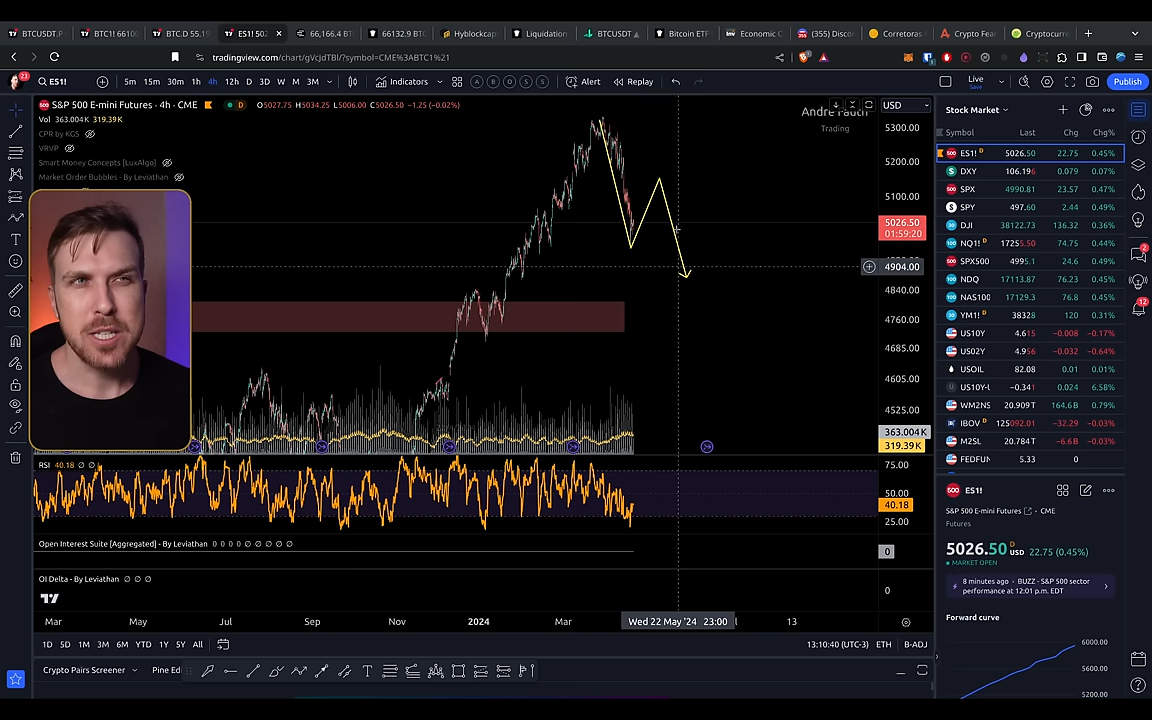 BTCUSDT.P
BTC1! 66100
BTC.D 55.19
ES1! 502
66,166.4 BT
66132.9 BT
Hyblockcap
Liquidation
BTCUSDT
Bitcoin ETF
Economic C
(355) Disco
Corretoras
Crypto Fear
Cryptocurre
tradingview.com/chart/gVcJdTBl/?symbol=CME%3ABTC1%21
23
ES1!
5m 15m 30m 1h 4h 12h D 3D W M 3M
Indicators
A B O S S
Alert
Replay
Live
Save
Publish
S&P 500 E-mini Futures · 4h · CME
D
O5027.75 H5034.25 L5006.00 C5026.50 −1.25 (−0.02%)
Vol 363.004K 319.39K
CPR by KGS
VRVP
Smart Money Concepts [LuxAlgo]
Market Order Bubbles - By Leviathan
Trading
USD
5300.00
5200.00
5100.00
5026.50
01:59:20
4904.00
4840.00
4760.00
4685.00
4605.00
4525.00
363.004K
319.39K
RSI 40.18
75.00
50.00
40.18
25.00
Open Interest Suite [Aggregated] - By Leviathan 0 0 0 0
0
OI Delta - By Leviathan
0
Mar May Jul Sep Nov 2024 Mar Wed 22 May '24 23:00 13
1D 5D 1M 3M 6M YTD 1Y 5Y All
13:10:40 (UTC-3) ETH B-ADJ
Crypto Pairs Screener
Pine Edi
Stock Market
Symbol Last Chg Chg%
ES1! D 5026.50 22.75 0.45%
DXY 106.196 0.079 0.07%
SPX 4990.81 23.57 0.47%
SPY 497.60 2.44 0.49%
DJI 38122.73 136.32 0.36%
NQ1! D 17255.50 74.75 0.44%
SPX500 4995.1 24.6 0.49%
NDQ 17113.87 76.23 0.45%
NAS100 17129.3 76.8 0.45%
YM1! D 38328 120 0.31%
US10Y 4.615 −0.008 −0.17%
US02Y 4.956 −0.032 −0.64%
USOIL 82.08 0.01 0.01%
US10Y-U −0.341 0.024 6.58%
WM2NS 20.909T 164.6B 0.79%
IBOV D 125092.01 −32.29 −0.03%
M2SL 20.784T −6.6B −0.03%
FEDFUN 5.33 0
ES1!
S&P 500 E-mini Futures · CME
Futures
5026.50 D USD 22.75 (0.45%)
MARKET OPEN
8 minutes ago · BUZZ - S&P 500 sector
performance at 12:01 p.m. EDT
Forward curve
6000.00
5600.00
5200.00
2
12